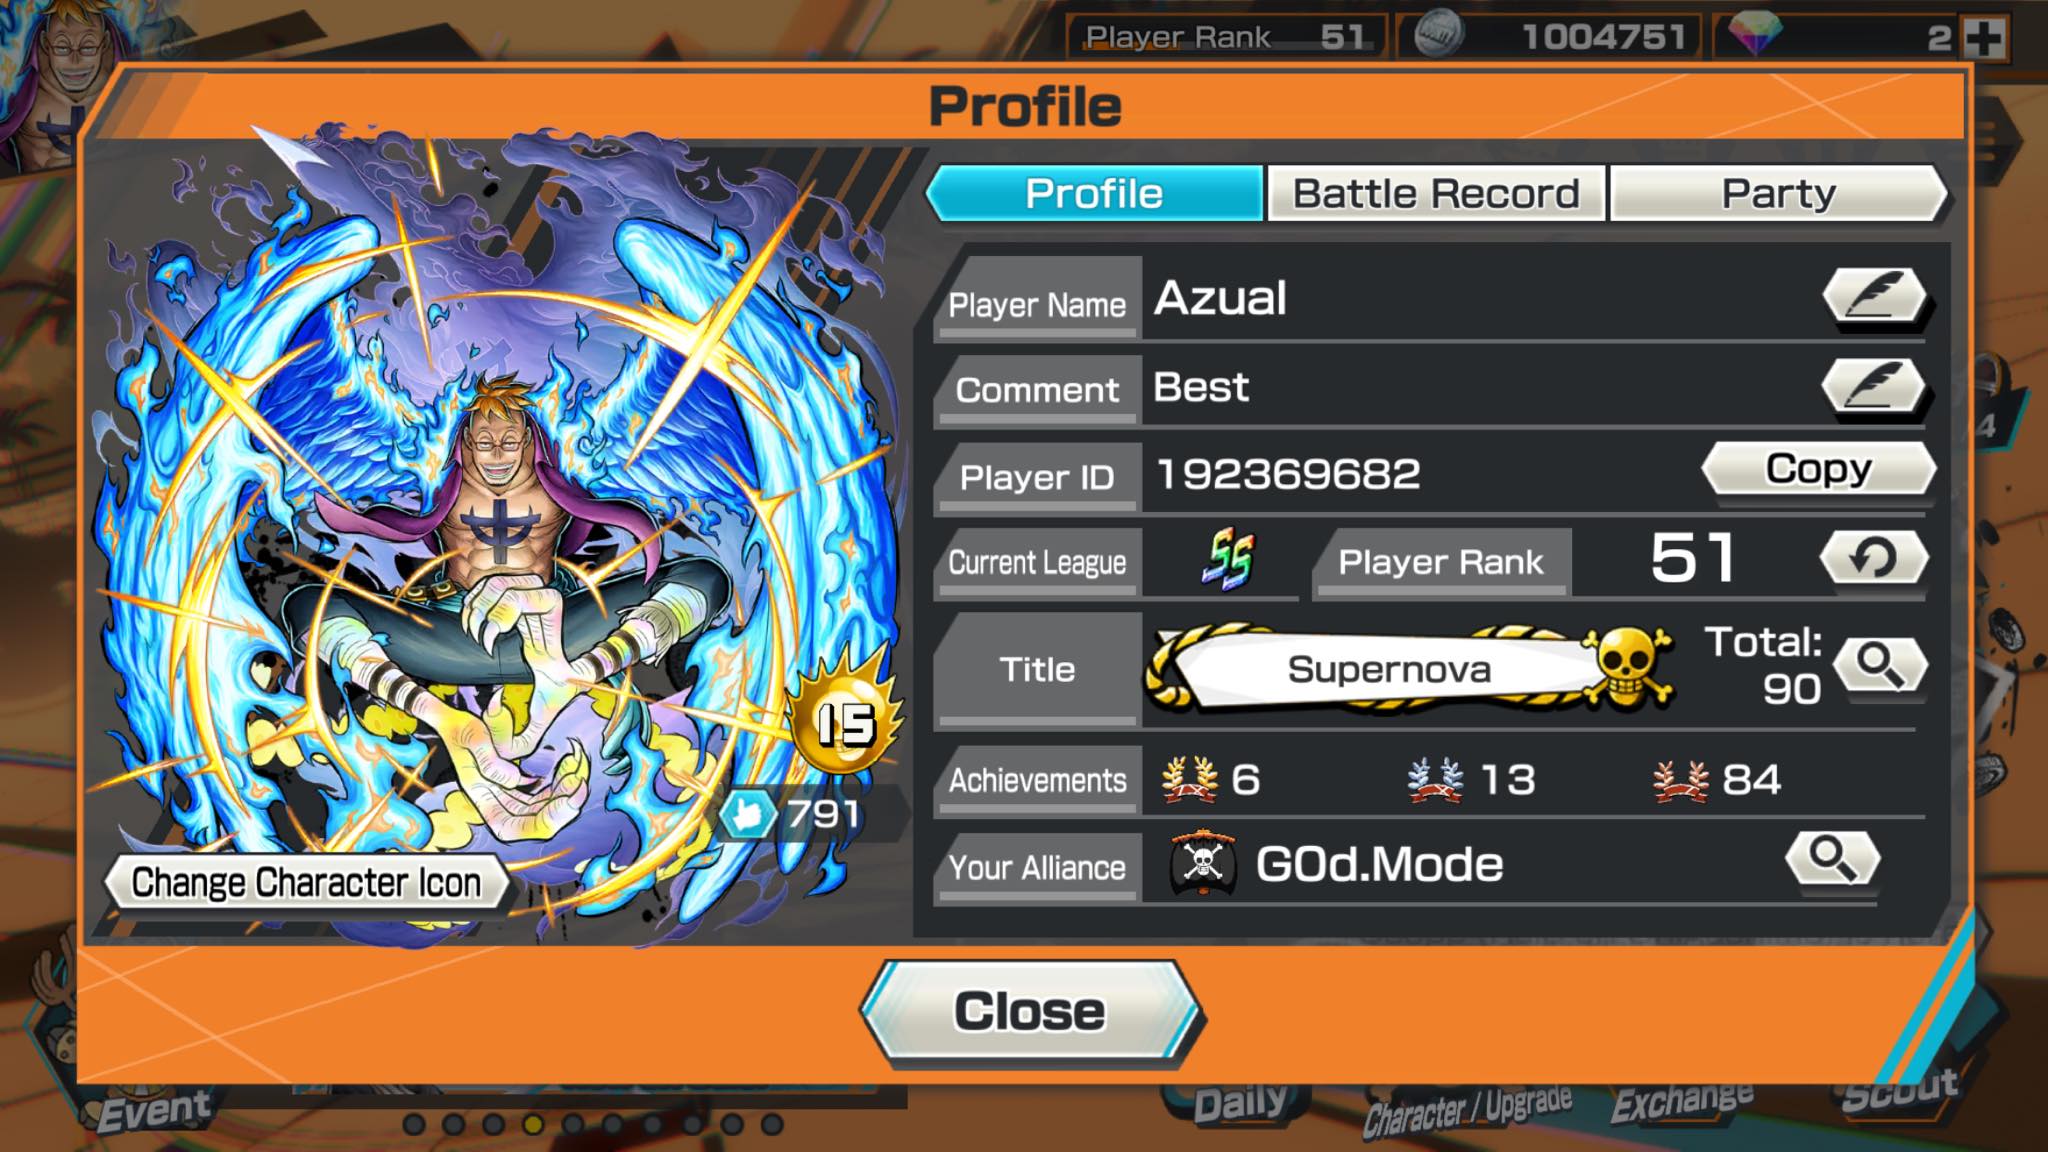 Player Rank 51 1004751 2
Profile
Profile Battle Record Party
Player Name Azual
Comment Best
Player ID 192369682 Copy
Current League SS Player Rank 51
Title Supernova Total:
90
Achievements 6 13 84
Your Alliance G0d.Mode
15
791
Change Character Icon
Close
Event Daily Character / Upgrade Exchange Scout